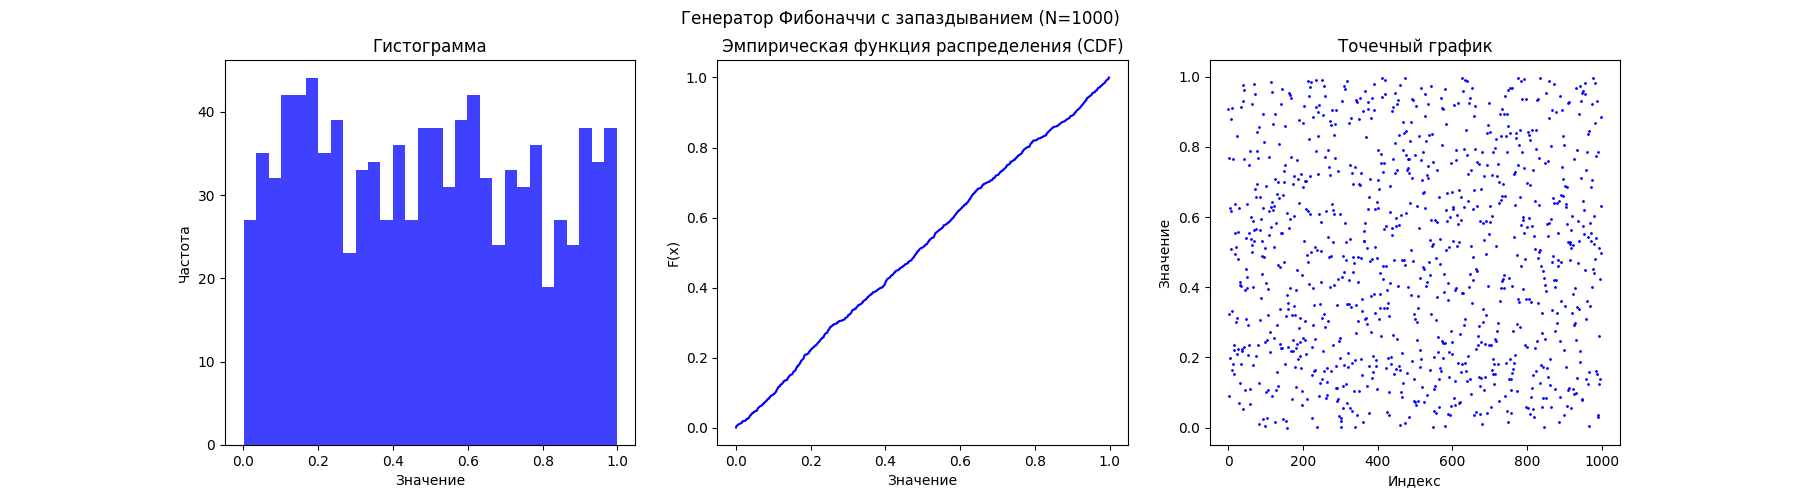 Генератор Фибоначчи с запаздыванием (N=1000)
Гистограмма
Частота
40
30
20
10
0
0.0 0.2 0.4 0.6 0.8 1.0
Значение
Эмпирическая функция распределения (CDF)
F(x)
1.0
0.8
0.6
0.4
0.2
0.0
0.0 0.2 0.4 0.6 0.8 1.0
Значение
Точечный график
Значение
1.0
0.8
0.6
0.4
0.2
0.0
0 200 400 600 800 1000
Индекс